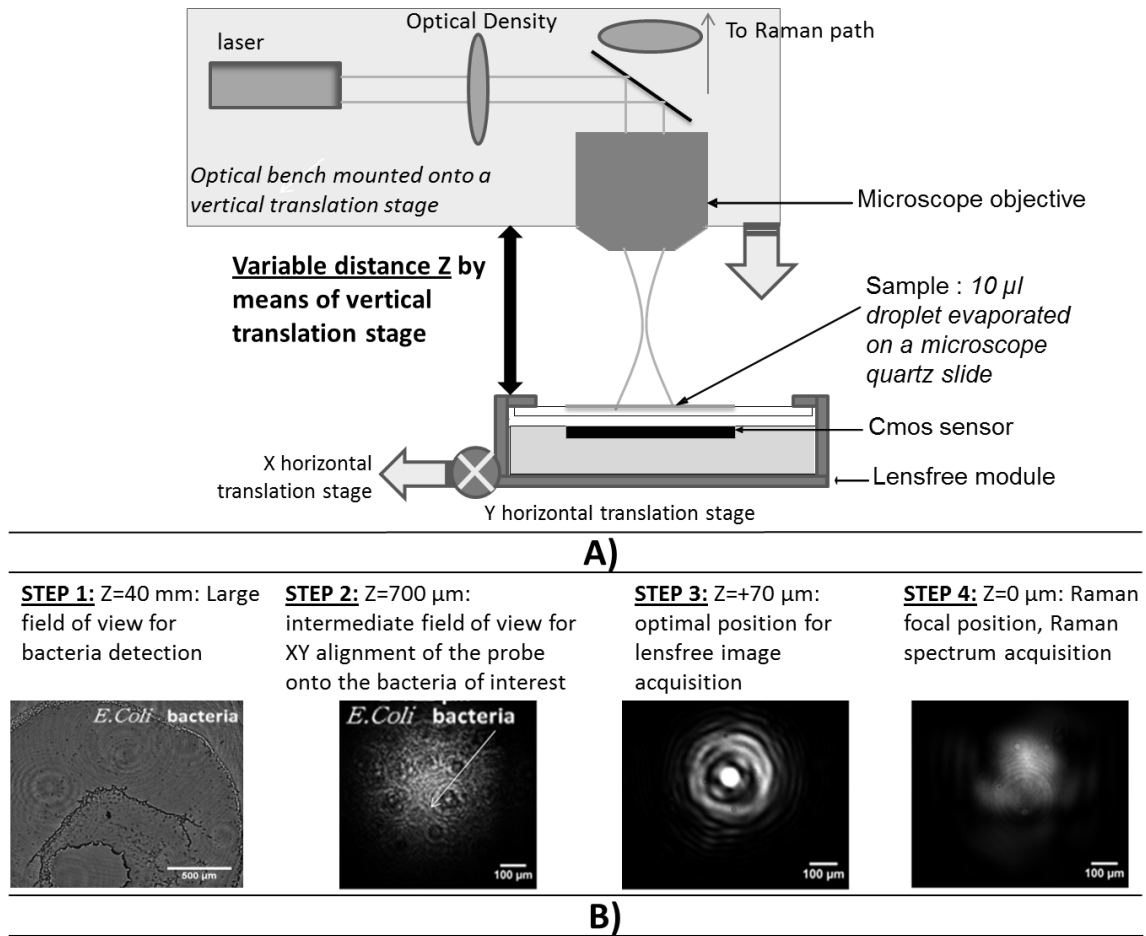 Optical Density
To Raman path
laser
Optical bench mounted onto a
vertical translation stage
Microscope objective
Variable distance Z by
means of vertical
translation stage
Sample : 10 µl
droplet evaporated
on a microscope
quartz slide
Cmos sensor
X horizontal
translation stage
Lensfree module
Y horizontal translation stage
A)
STEP 1: Z=40 mm: Large
field of view for
bacteria detection
STEP 2: Z=700 µm:
intermediate field of view for
XY alignment of the probe
onto the bacteria of interest
STEP 3: Z=+70 µm:
optimal position for
lensfree image
acquisition
STEP 4: Z=0 µm: Raman
focal position, Raman
spectrum acquisition
E.Coli bacteria
500 µm
E.Coli bacteria
100 µm
100 µm
100 µm
B)